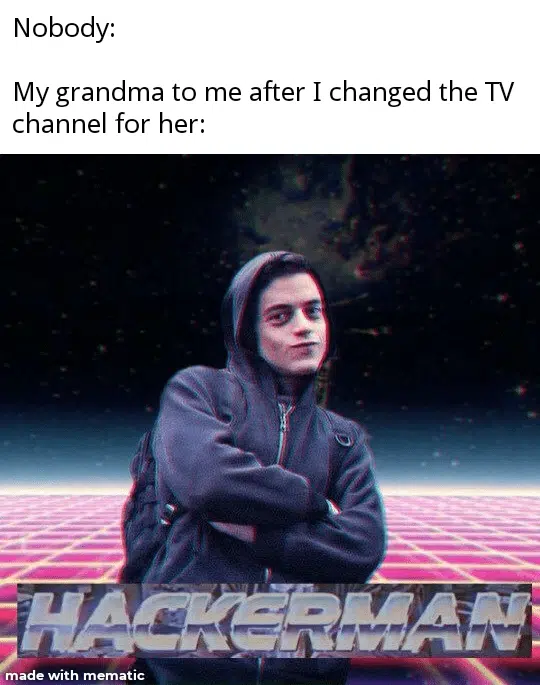 Nobody:
My grandma to me after I changed the TV
channel for her:
HACKERMAN
made with mematic